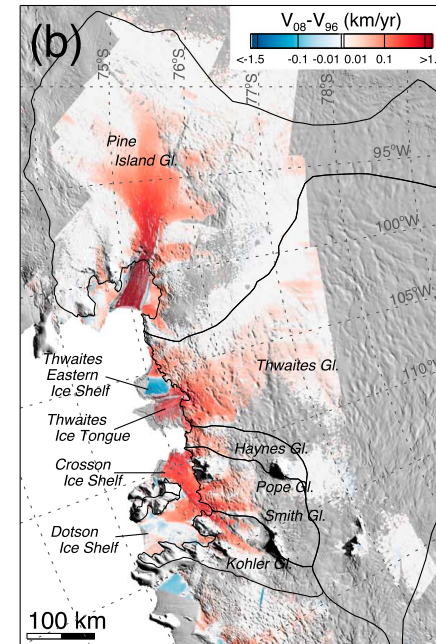 (b)
V08-V96 (km/yr)
<-1.5 -0.1 -0.01 0.01 0.1 >1.
75°S
76°S
77°S
78°S
Pine
Island Gl.
95°W
100°W
105°W
110°W
Thwaites
Eastern
Ice Shelf
Thwaites Gl.
Thwaites
Ice Tongue
Haynes Gl.
Crosson
Ice Shelf
Pope Gl.
Smith Gl.
Dotson
Ice Shelf
Kohler Gl.
100 km